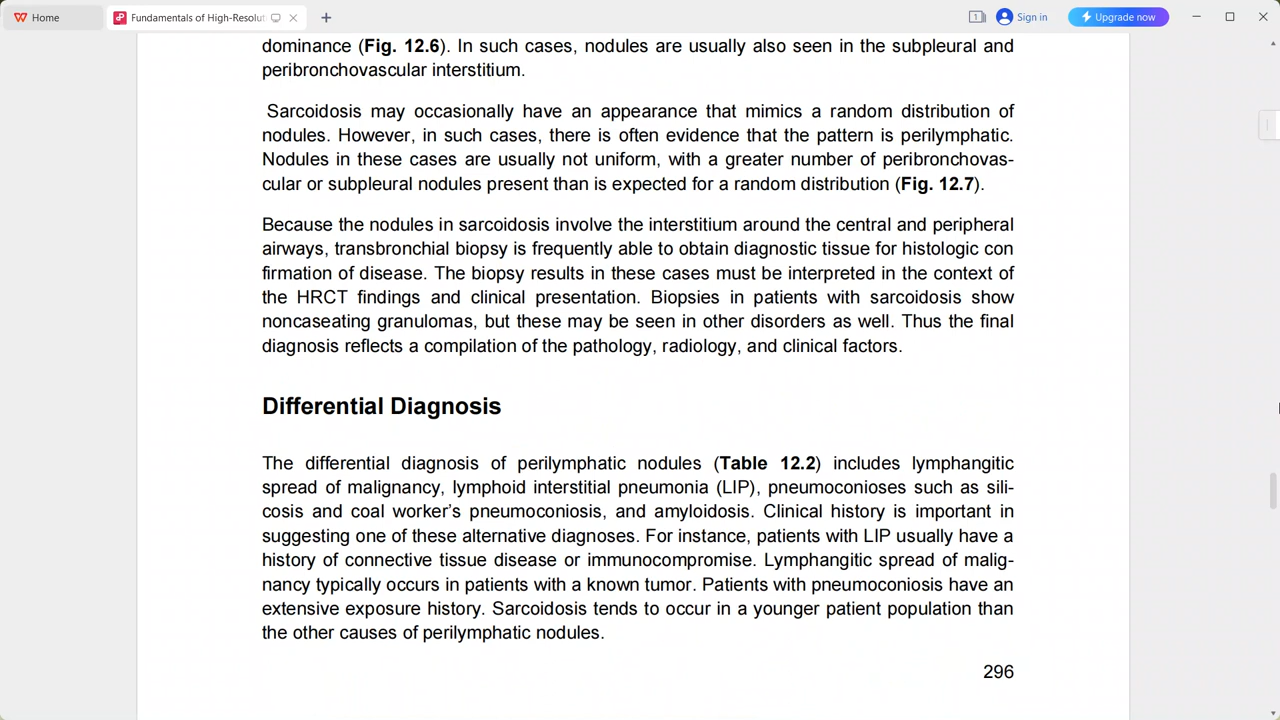 Home
Fundamentals of High-Resolut
1
Sign in
Upgrade now
dominance (Fig. 12.6). In such cases, nodules are usually also seen in the subpleural and
peribronchovascular interstitium.
Sarcoidosis may occasionally have an appearance that mimics a random distribution of
nodules. However, in such cases, there is often evidence that the pattern is perilymphatic.
Nodules in these cases are usually not uniform, with a greater number of peribronchovas-
cular or subpleural nodules present than is expected for a random distribution (Fig. 12.7).
Because the nodules in sarcoidosis involve the interstitium around the central and peripheral
airways, transbronchial biopsy is frequently able to obtain diagnostic tissue for histologic con
firmation of disease. The biopsy results in these cases must be interpreted in the context of
the HRCT findings and clinical presentation. Biopsies in patients with sarcoidosis show
noncaseating granulomas, but these may be seen in other disorders as well. Thus the final
diagnosis reflects a compilation of the pathology, radiology, and clinical factors.
Differential Diagnosis
The differential diagnosis of perilymphatic nodules (Table 12.2) includes lymphangitic
spread of malignancy, lymphoid interstitial pneumonia (LIP), pneumoconioses such as sili-
cosis and coal worker's pneumoconiosis, and amyloidosis. Clinical history is important in
suggesting one of these alternative diagnoses. For instance, patients with LIP usually have a
history of connective tissue disease or immunocompromise. Lymphangitic spread of malig-
nancy typically occurs in patients with a known tumor. Patients with pneumoconiosis have an
extensive exposure history. Sarcoidosis tends to occur in a younger patient population than
the other causes of perilymphatic nodules.
296